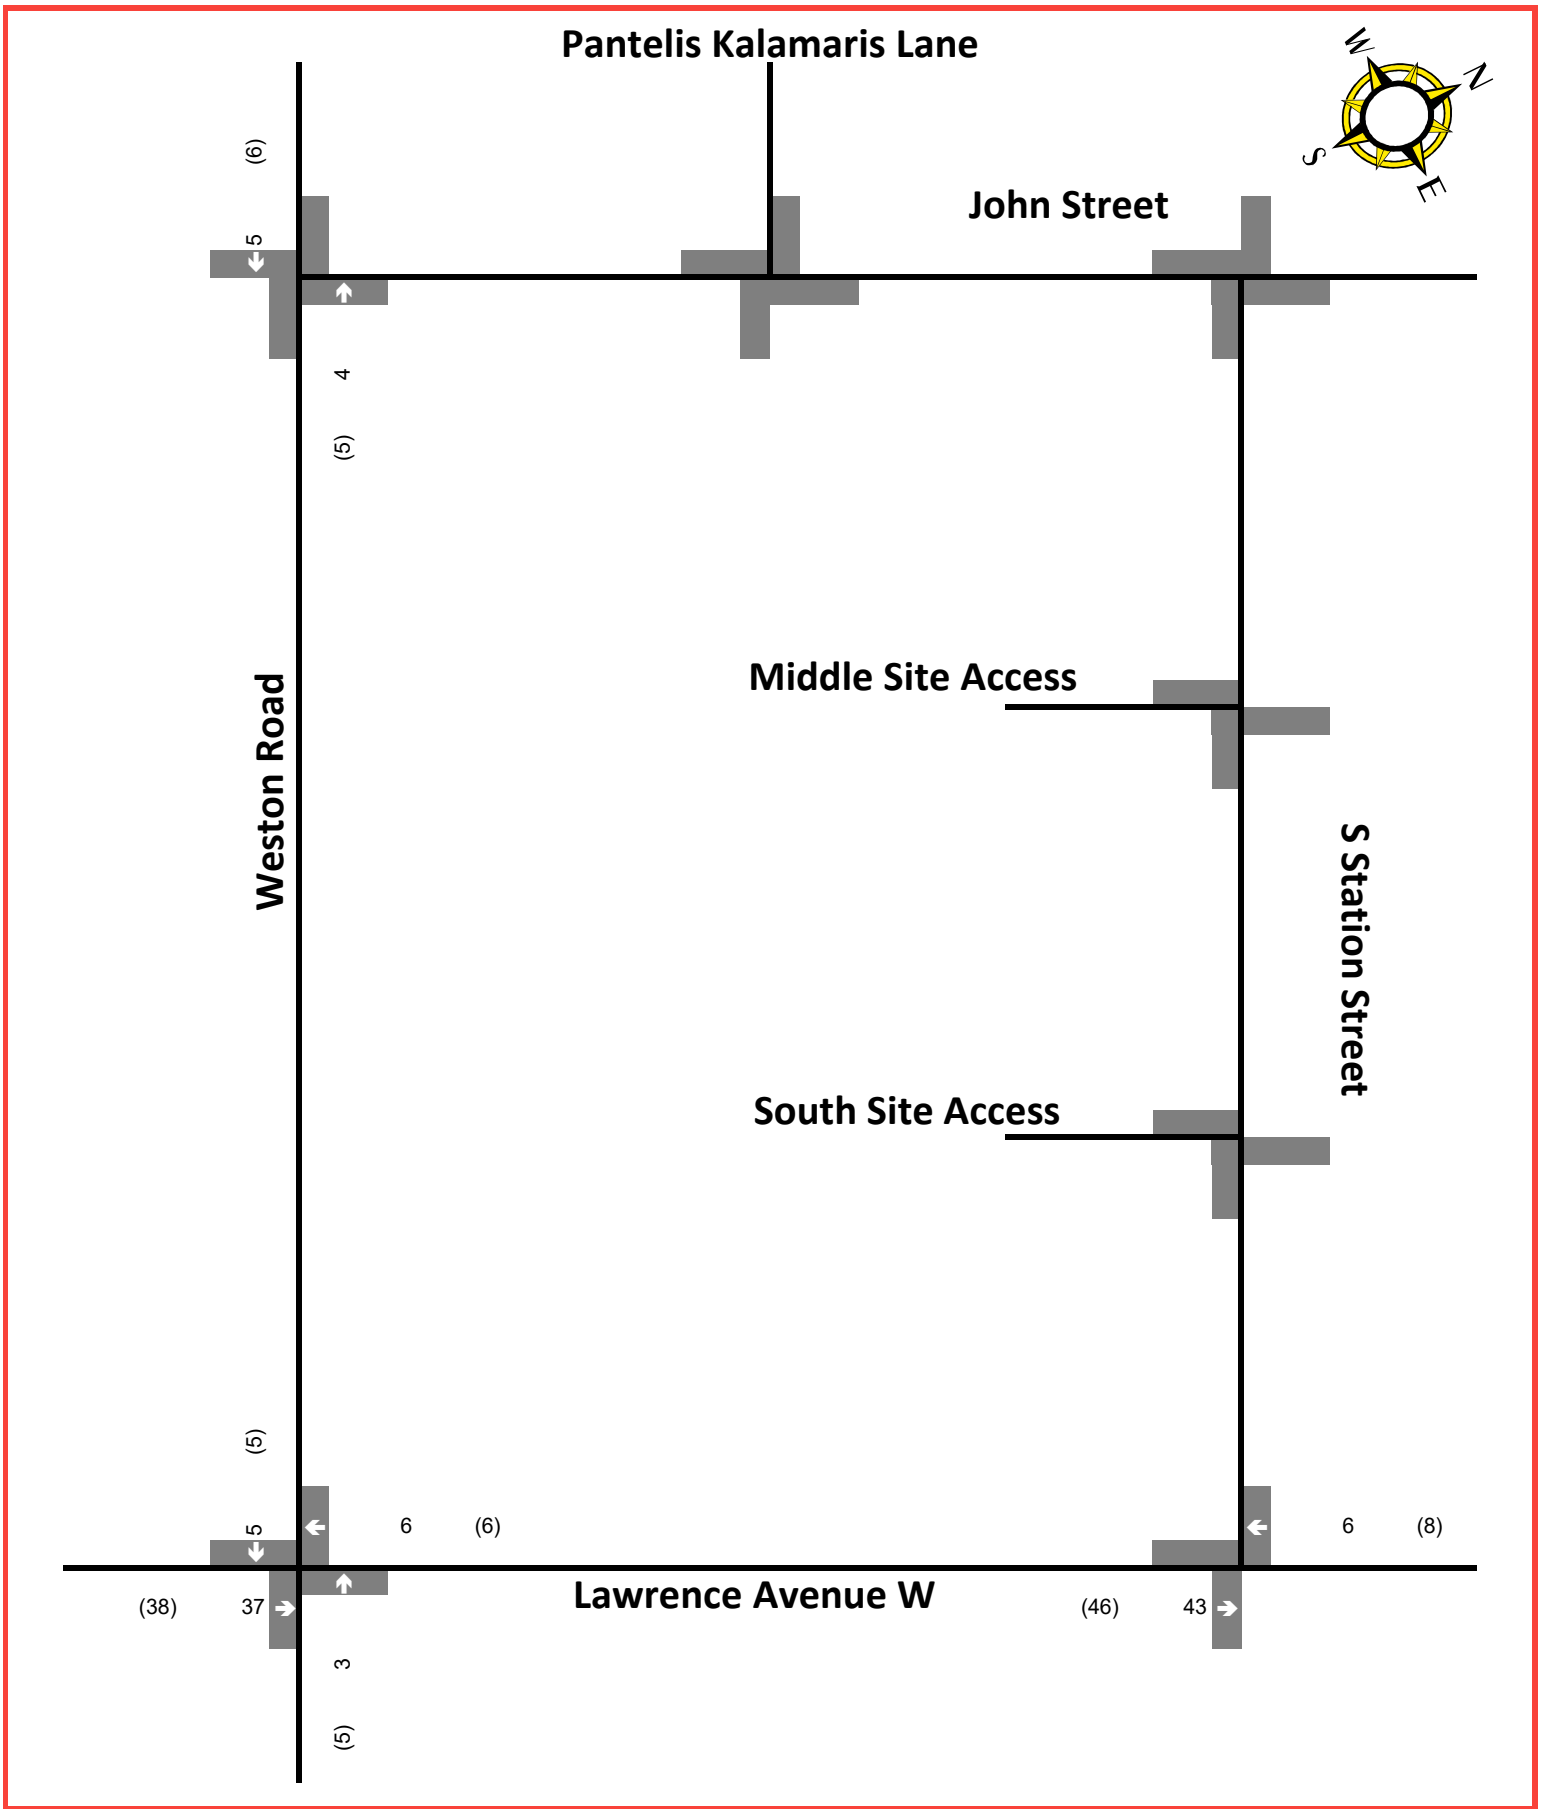 Pantelis Kalamaris Lane
W
N
S
E
(6)
John Street
5
4
(5)
Middle Site Access
Weston Road
S Station Street
South Site Access
(5)
5
6 (6)
6 (8)
Lawrence Avenue W
(38) 37
(46) 43
3
(5)